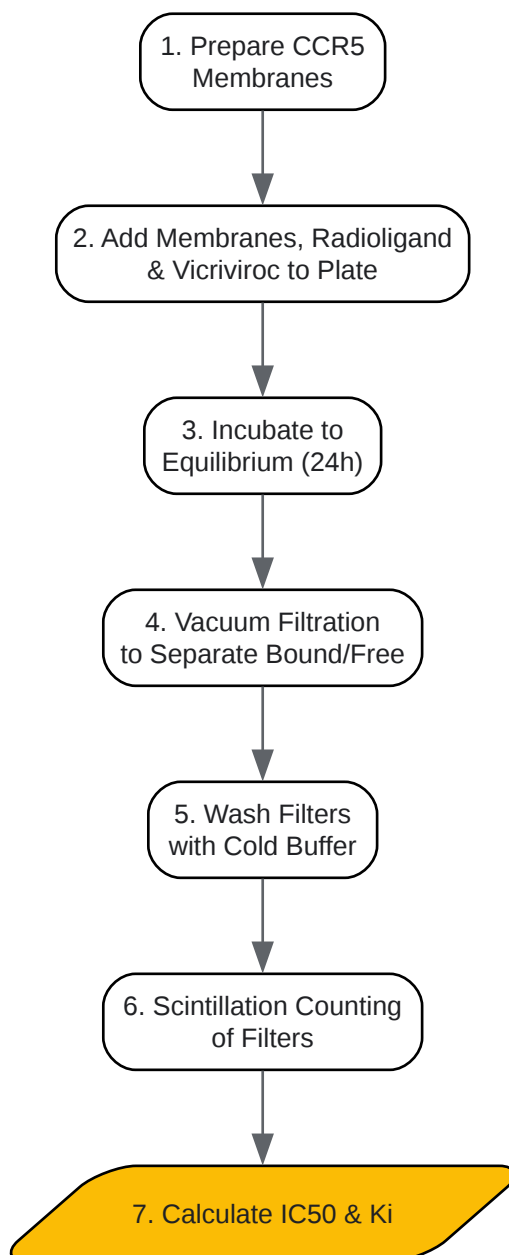 1. Prepare CCR5
Membranes
2. Add Membranes, Radioligand
& Vicriviroc to Plate
3. Incubate to
Equilibrium (24h)
4. Vacuum Filtration
to Separate Bound/Free
5. Wash Filters
with Cold Buffer
6. Scintillation Counting
of Filters
7. Calculate IC50 & Ki